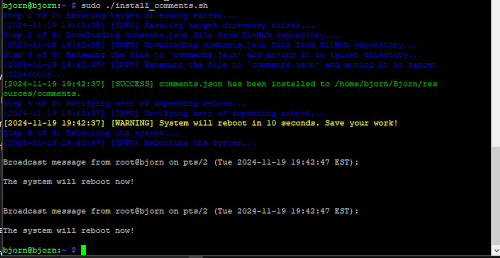 bjorn@bjorn:~ $ sudo ./install_comments.sh
Step 1 of 5: Ensuring target directory exists...
[2024-11-19 19:42:37] [INFO] Ensuring target directory exists...
Step 2 of 5: Downloading comments.json file from GitHub repository...
[2024-11-19 19:42:37] [INFO] Downloading comments.json file from GitHub repository...
Step 3 of 5: Renaming the file to 'comments.json' and moving it to target
directory...
[2024-11-19 19:42:37] [INFO] Renaming the file to 'comments.json' and moving it to target
directory...
[2024-11-19 19:42:37] [SUCCESS] comments.json has been installed to /home/bjorn/Bjorn/res
ources/comments.
Step 4 of 5: Notifying user of impending reboot...
[2024-11-19 19:42:37] [INFO] Notifying user of impending reboot...
[2024-11-19 19:42:37] [WARNING] System will reboot in 10 seconds. Save your work!
Step 5 of 5: Rebooting the system...
[2024-11-19 19:42:47] [INFO] Rebooting the system...
Broadcast message from root@bjorn on pts/2 (Tue 2024-11-19 19:42:47 EST):
The system will reboot now!
Broadcast message from root@bjorn on pts/2 (Tue 2024-11-19 19:42:47 EST):
The system will reboot now!
bjorn@bjorn:~ $